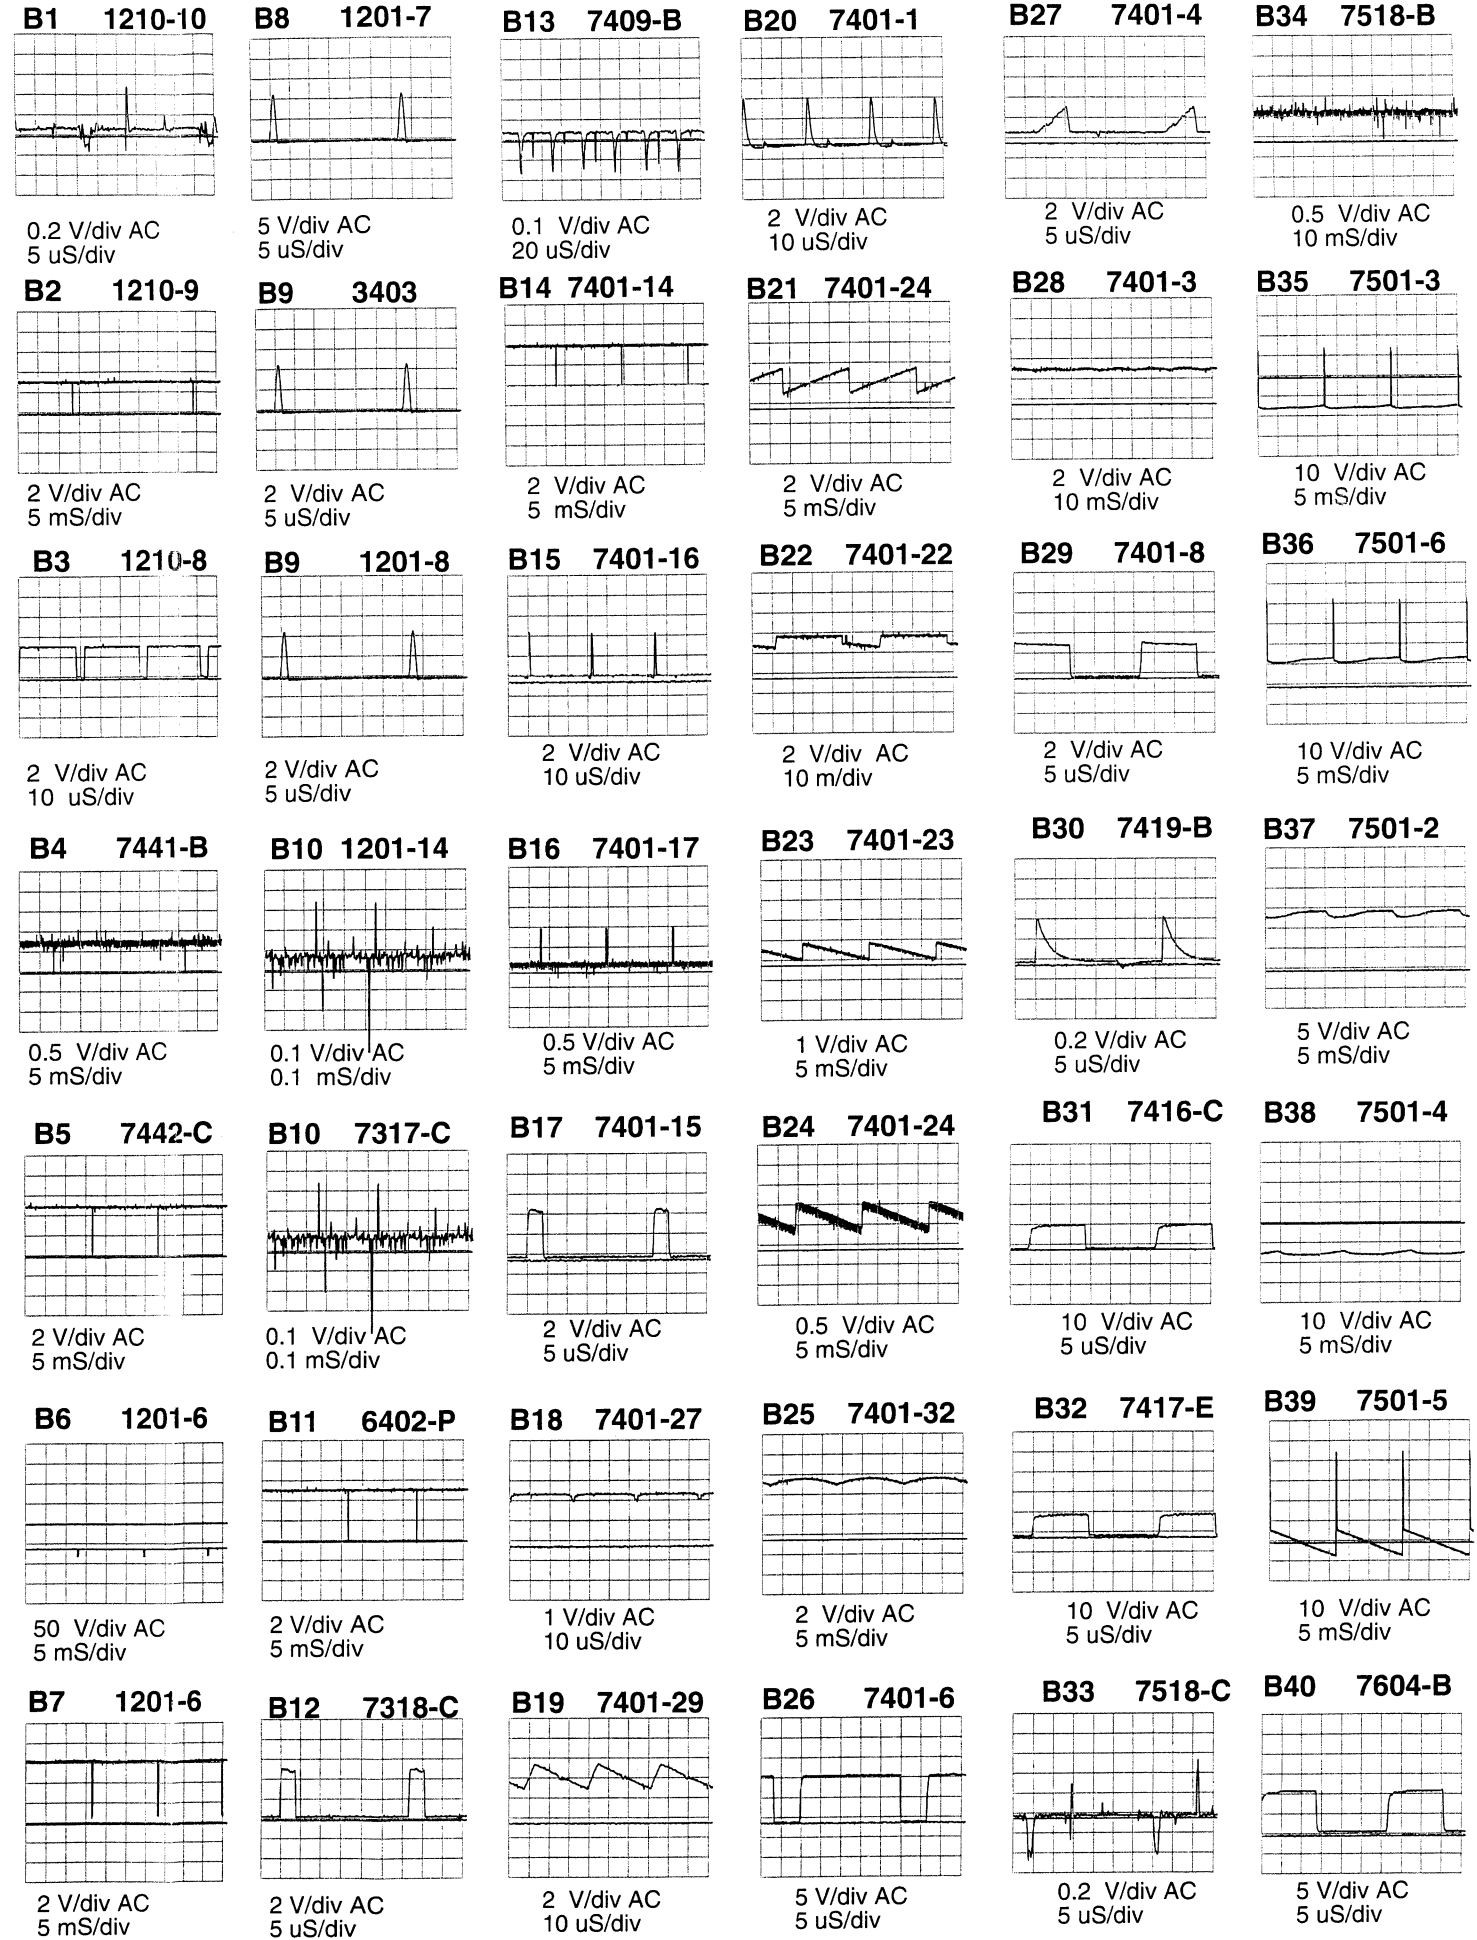 B1 1210-10
0.2 V/div AC
5 uS/div
B2 1210-9
2 V/div AC
5 mS/div
B3 1210-8
2 V/div AC
10 uS/div
B4 7441-B
0.5 V/div AC
5 mS/div
B5 7442-C
2 V/div AC
5 mS/div
B6 1201-6
50 V/div AC
5 mS/div
B7 1201-6
2 V/div AC
5 mS/div
B8 1201-7
5 V/div AC
5 uS/div
B9 3403
2 V/div AC
5 uS/div
B9 1201-8
2 V/div AC
5 uS/div
B10 1201-14
0.1 V/div AC
0.1 mS/div
B10 7317-C
0.1 V/div AC
0.1 mS/div
B11 6402-P
2 V/div AC
5 mS/div
B12 7318-C
2 V/div AC
5 uS/div
B13 7409-B
0.1 V/div AC
20 uS/div
B14 7401-14
2 V/div AC
5 mS/div
B15 7401-16
2 V/div AC
10 uS/div
B16 7401-17
0.5 V/div AC
5 mS/div
B17 7401-15
2 V/div AC
5 uS/div
B18 7401-27
1 V/div AC
10 uS/div
B19 7401-29
2 V/div AC
10 uS/div
B20 7401-1
2 V/div AC
10 uS/div
B21 7401-24
2 V/div AC
5 mS/div
B22 7401-22
2 V/div AC
10 m/div
B23 7401-23
1 V/div AC
5 mS/div
B24 7401-24
0.5 V/div AC
5 mS/div
B25 7401-32
2 V/div AC
5 mS/div
B26 7401-6
5 V/div AC
5 uS/div
B27 7401-4
2 V/div AC
5 uS/div
B28 7401-3
2 V/div AC
10 mS/div
B29 7401-8
2 V/div AC
5 uS/div
B30 7419-B
0.2 V/div AC
5 uS/div
B31 7416-C
10 V/div AC
5 uS/div
B32 7417-E
10 V/div AC
5 uS/div
B33 7518-C
0.2 V/div AC
5 uS/div
B34 7518-B
0.5 V/div AC
10 mS/div
B35 7501-3
10 V/div AC
5 mS/div
B36 7501-6
10 V/div AC
5 mS/div
B37 7501-2
5 V/div AC
5 mS/div
B38 7501-4
10 V/div AC
5 mS/div
B39 7501-5
10 V/div AC
5 mS/div
B40 7604-B
5 V/div AC
5 uS/div